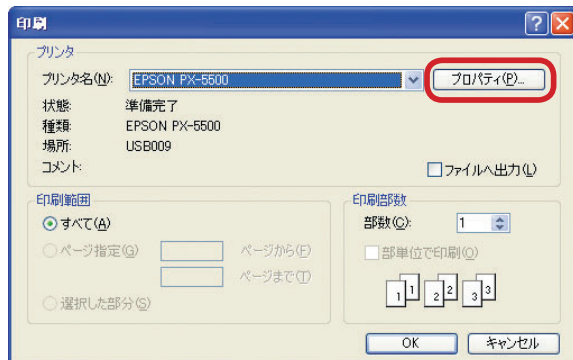 印刷
プリンタ
プリンタ名(N): EPSON PX-5500 プロパティ(P)...
状態: 準備完了
種類: EPSON PX-5500
場所: USB009
コメント: ファイルへ出力(L)
印刷範囲
すべて(A)
ページ指定(G) ページから(F)
ページまで(T)
選択した部分(S)
印刷部数
部数(C): 1
部単位で印刷(O)
1 1 2 2 3 3
OK キャンセル